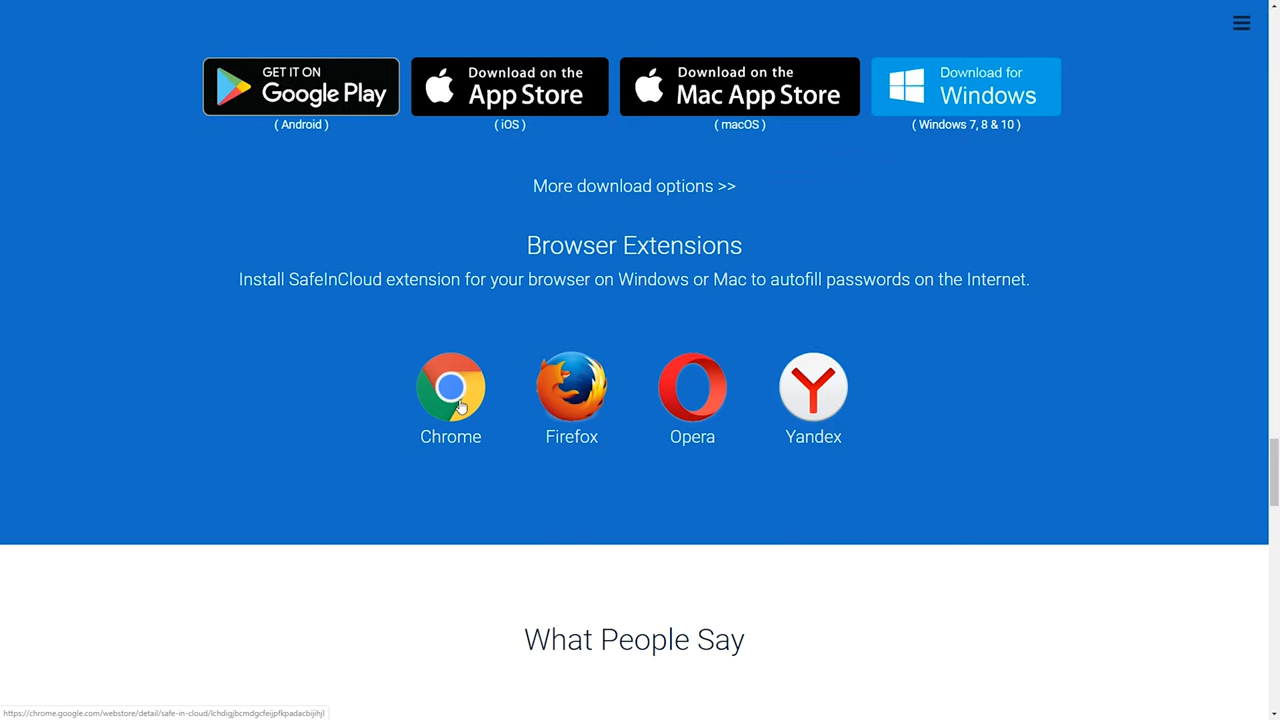 GET IT ON
Google Play
( Android )
Download on the
App Store
( iOS )
Download on the
Mac App Store
( macOS )
Download for
Windows
( Windows 7, 8 & 10 )
More download options >>
Browser Extensions
Install SafeInCloud extension for your browser on Windows or Mac to autofill passwords on the Internet.
Chrome
Firefox
Opera
Yandex
What People Say